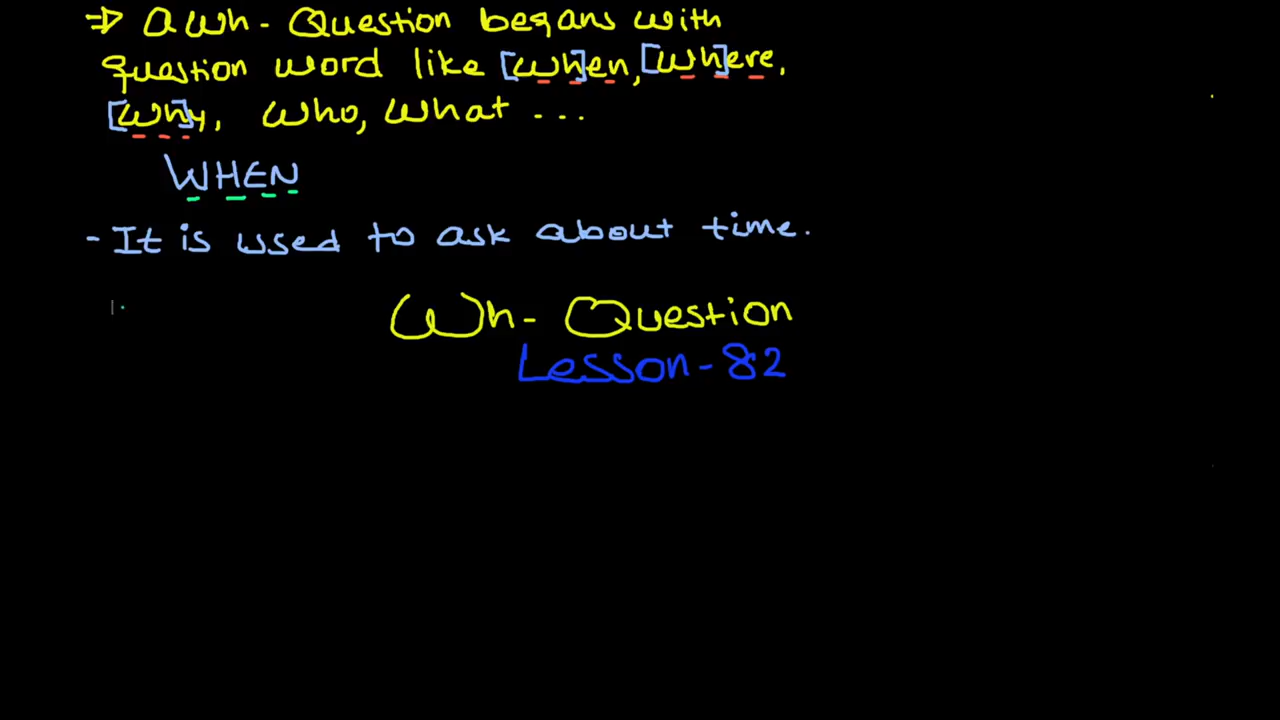 ⇒ A Wh - Question begans with
question word like [wh]en, [wh]ere,
[wh]y, Who, What ...
WHEN
- It is used to ask about time.
Wh - Question
Lesson - 82